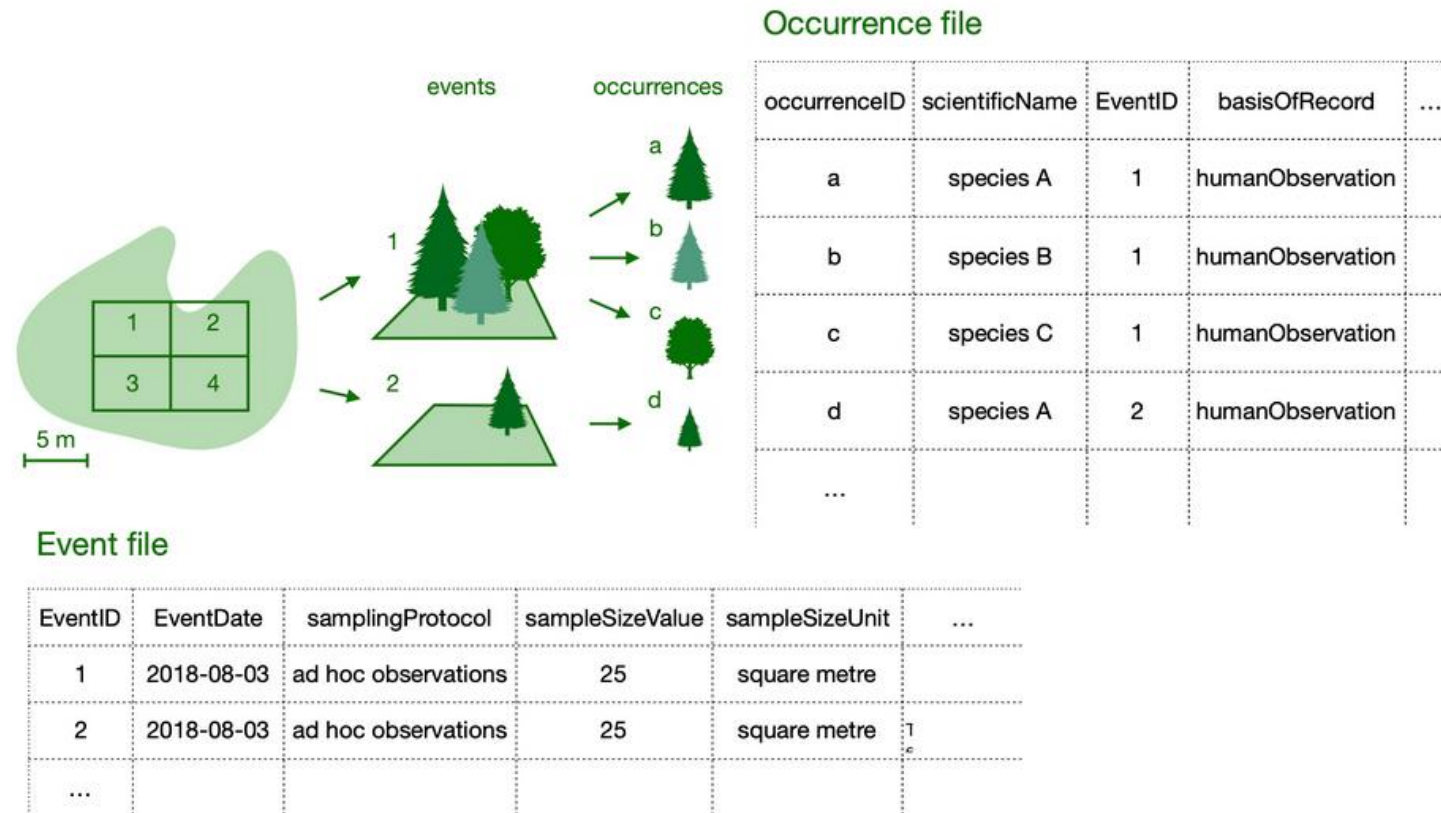 Occurrence file
events
occurrences
1
2
3
4
5 m
1
2
a
b
c
d
occurrenceID scientificName EventID basisOfRecord ...
a species A 1 humanObservation
b species B 1 humanObservation
c species C 1 humanObservation
d species A 2 humanObservation
...
Event file
EventID EventDate samplingProtocol sampleSizeValue sampleSizeUnit ...
1 2018-08-03 ad hoc observations 25 square metre
2 2018-08-03 ad hoc observations 25 square metre
...